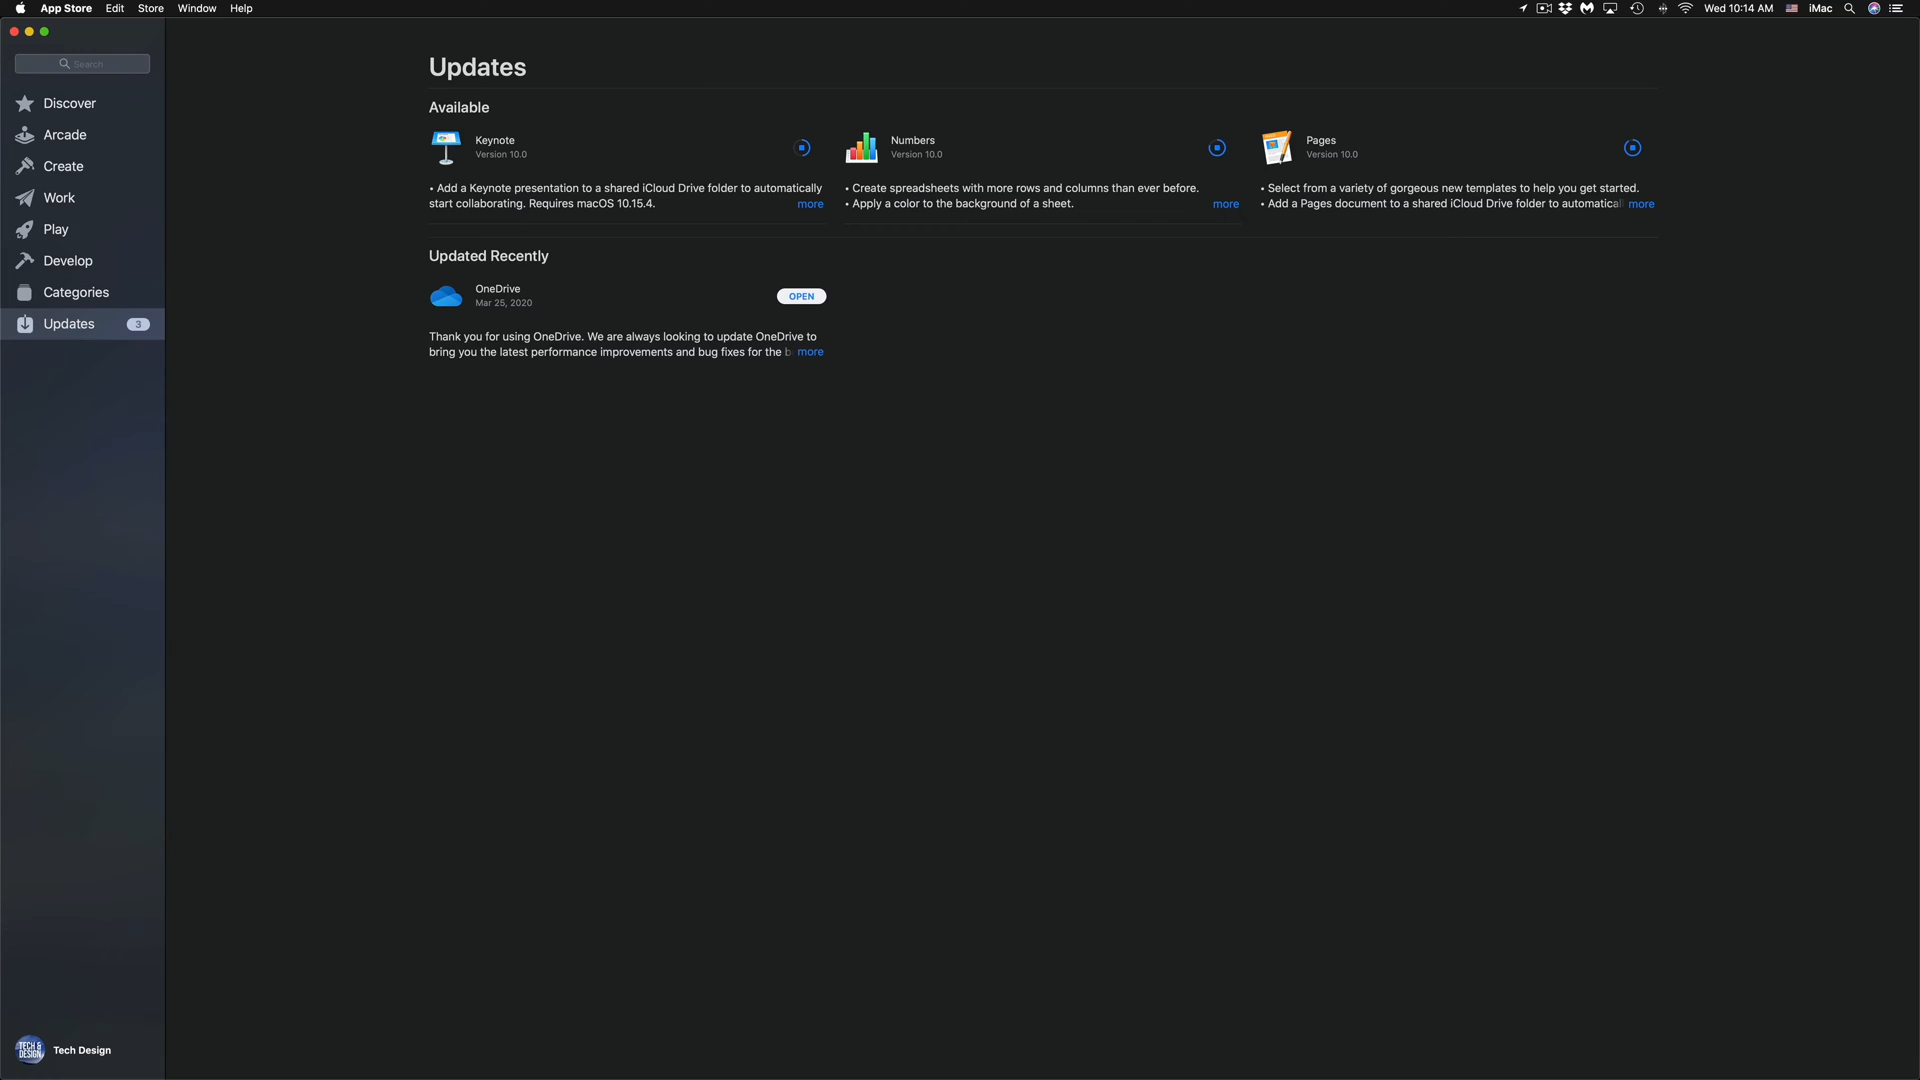 App Store Edit Store Window Help
Wed 10:14 AM iMac
Search
Discover
Arcade
Create
Work
Play
Develop
Categories
Updates 3
TECH &
DESIGN
Tech Design
Updates
Available
Keynote
Version 10.0
• Add a Keynote presentation to a shared iCloud Drive folder to automatically
start collaborating. Requires macOS 10.15.4. more
Numbers
Version 10.0
• Create spreadsheets with more rows and columns than ever before.
• Apply a color to the background of a sheet. more
Pages
Version 10.0
• Select from a variety of gorgeous new templates to help you get started.
• Add a Pages document to a shared iCloud Drive folder to automatical more
Updated Recently
OneDrive
Mar 25, 2020
OPEN
Thank you for using OneDrive. We are always looking to update OneDrive to
bring you the latest performance improvements and bug fixes for the b more